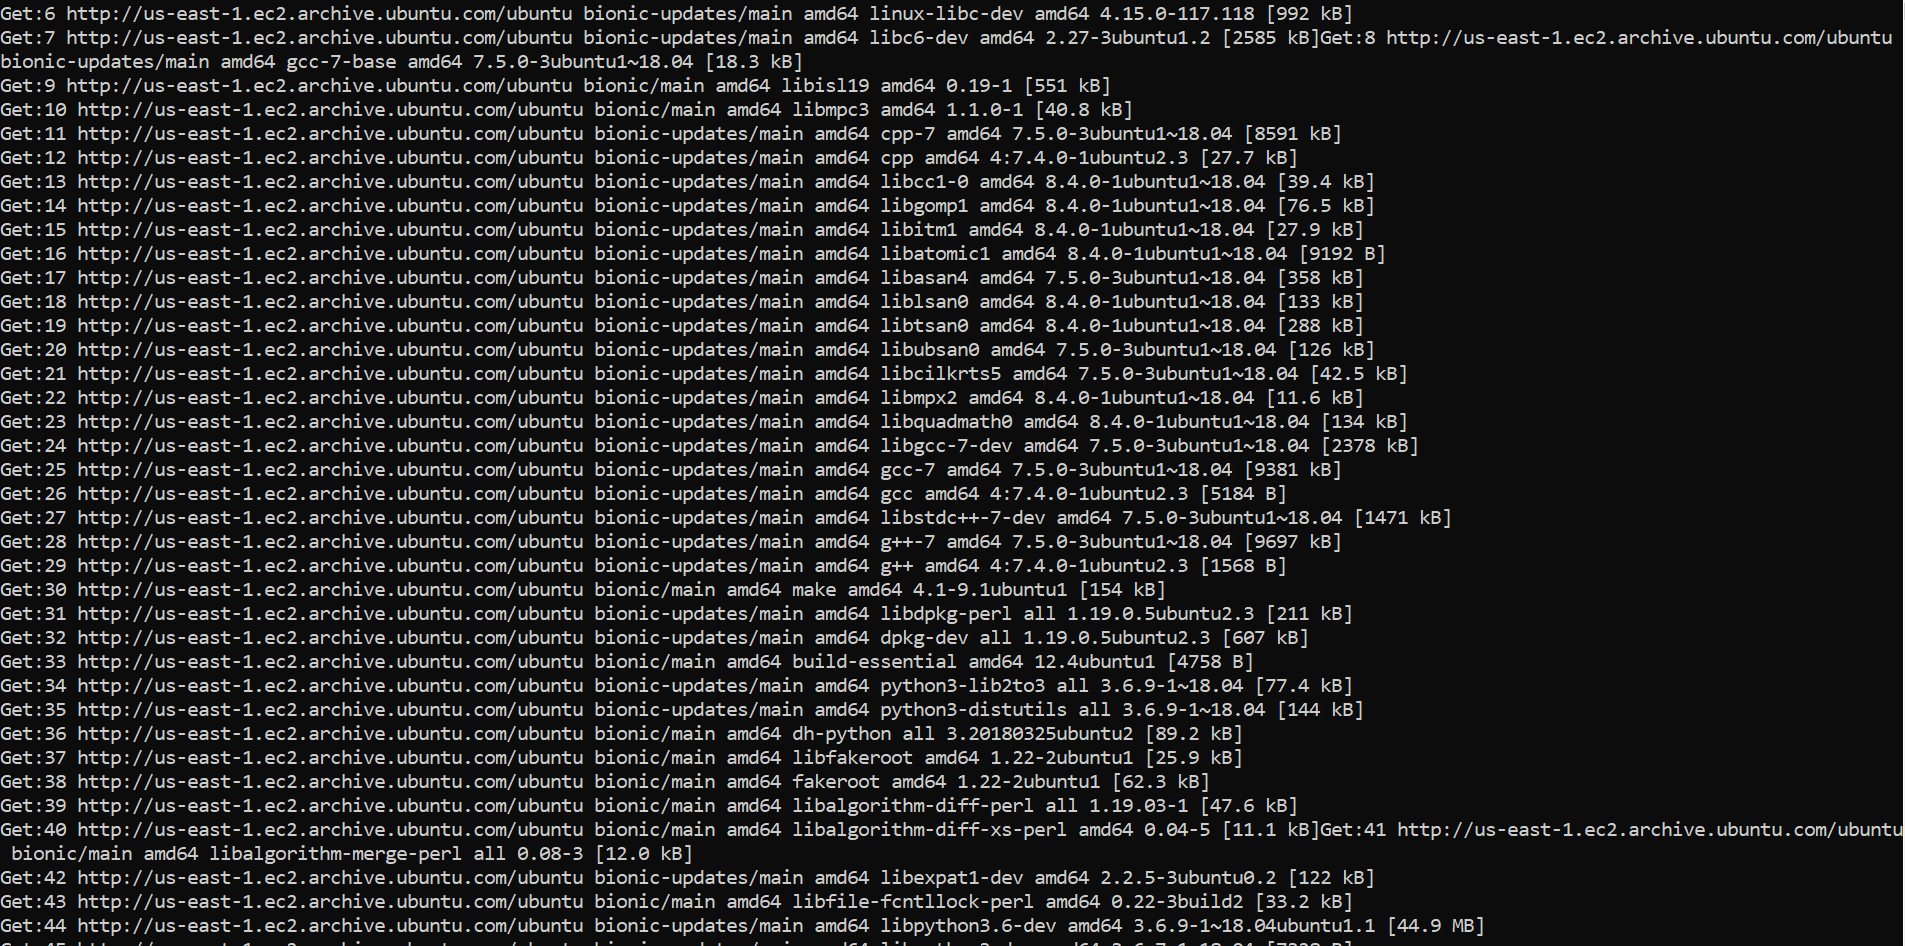 Get:6 http://us-east-1.ec2.archive.ubuntu.com/ubuntu bionic-updates/main amd64 linux-libc-dev amd64 4.15.0-117.118 [992 kB]
Get:7 http://us-east-1.ec2.archive.ubuntu.com/ubuntu bionic-updates/main amd64 libc6-dev amd64 2.27-3ubuntu1.2 [2585 kB]Get:8 http://us-east-1.ec2.archive.ubuntu.com/ubuntu
bionic-updates/main amd64 gcc-7-base amd64 7.5.0-3ubuntu1~18.04 [18.3 kB]
Get:9 http://us-east-1.ec2.archive.ubuntu.com/ubuntu bionic/main amd64 libisl19 amd64 0.19-1 [551 kB]
Get:10 http://us-east-1.ec2.archive.ubuntu.com/ubuntu bionic/main amd64 libmpc3 amd64 1.1.0-1 [40.8 kB]
Get:11 http://us-east-1.ec2.archive.ubuntu.com/ubuntu bionic-updates/main amd64 cpp-7 amd64 7.5.0-3ubuntu1~18.04 [8591 kB]
Get:12 http://us-east-1.ec2.archive.ubuntu.com/ubuntu bionic-updates/main amd64 cpp amd64 4:7.4.0-1ubuntu2.3 [27.7 kB]
Get:13 http://us-east-1.ec2.archive.ubuntu.com/ubuntu bionic-updates/main amd64 libcc1-0 amd64 8.4.0-1ubuntu1~18.04 [39.4 kB]
Get:14 http://us-east-1.ec2.archive.ubuntu.com/ubuntu bionic-updates/main amd64 libgomp1 amd64 8.4.0-1ubuntu1~18.04 [76.5 kB]
Get:15 http://us-east-1.ec2.archive.ubuntu.com/ubuntu bionic-updates/main amd64 libitm1 amd64 8.4.0-1ubuntu1~18.04 [27.9 kB]
Get:16 http://us-east-1.ec2.archive.ubuntu.com/ubuntu bionic-updates/main amd64 libatomic1 amd64 8.4.0-1ubuntu1~18.04 [9192 B]
Get:17 http://us-east-1.ec2.archive.ubuntu.com/ubuntu bionic-updates/main amd64 libasan4 amd64 7.5.0-3ubuntu1~18.04 [358 kB]
Get:18 http://us-east-1.ec2.archive.ubuntu.com/ubuntu bionic-updates/main amd64 liblsan0 amd64 8.4.0-1ubuntu1~18.04 [133 kB]
Get:19 http://us-east-1.ec2.archive.ubuntu.com/ubuntu bionic-updates/main amd64 libtsan0 amd64 8.4.0-1ubuntu1~18.04 [288 kB]
Get:20 http://us-east-1.ec2.archive.ubuntu.com/ubuntu bionic-updates/main amd64 libubsan0 amd64 7.5.0-3ubuntu1~18.04 [126 kB]
Get:21 http://us-east-1.ec2.archive.ubuntu.com/ubuntu bionic-updates/main amd64 libcilkrts5 amd64 7.5.0-3ubuntu1~18.04 [42.5 kB]
Get:22 http://us-east-1.ec2.archive.ubuntu.com/ubuntu bionic-updates/main amd64 libmpx2 amd64 8.4.0-1ubuntu1~18.04 [11.6 kB]
Get:23 http://us-east-1.ec2.archive.ubuntu.com/ubuntu bionic-updates/main amd64 libquadmath0 amd64 8.4.0-1ubuntu1~18.04 [134 kB]
Get:24 http://us-east-1.ec2.archive.ubuntu.com/ubuntu bionic-updates/main amd64 libgcc-7-dev amd64 7.5.0-3ubuntu1~18.04 [2378 kB]
Get:25 http://us-east-1.ec2.archive.ubuntu.com/ubuntu bionic-updates/main amd64 gcc-7 amd64 7.5.0-3ubuntu1~18.04 [9381 kB]
Get:26 http://us-east-1.ec2.archive.ubuntu.com/ubuntu bionic-updates/main amd64 gcc amd64 4:7.4.0-1ubuntu2.3 [5184 B]
Get:27 http://us-east-1.ec2.archive.ubuntu.com/ubuntu bionic-updates/main amd64 libstdc++-7-dev amd64 7.5.0-3ubuntu1~18.04 [1471 kB]
Get:28 http://us-east-1.ec2.archive.ubuntu.com/ubuntu bionic-updates/main amd64 g++-7 amd64 7.5.0-3ubuntu1~18.04 [9697 kB]
Get:29 http://us-east-1.ec2.archive.ubuntu.com/ubuntu bionic-updates/main amd64 g++ amd64 4:7.4.0-1ubuntu2.3 [1568 B]
Get:30 http://us-east-1.ec2.archive.ubuntu.com/ubuntu bionic/main amd64 make amd64 4.1-9.1ubuntu1 [154 kB]
Get:31 http://us-east-1.ec2.archive.ubuntu.com/ubuntu bionic-updates/main amd64 libdpkg-perl all 1.19.0.5ubuntu2.3 [211 kB]
Get:32 http://us-east-1.ec2.archive.ubuntu.com/ubuntu bionic-updates/main amd64 dpkg-dev all 1.19.0.5ubuntu2.3 [607 kB]
Get:33 http://us-east-1.ec2.archive.ubuntu.com/ubuntu bionic/main amd64 build-essential amd64 12.4ubuntu1 [4758 B]
Get:34 http://us-east-1.ec2.archive.ubuntu.com/ubuntu bionic-updates/main amd64 python3-lib2to3 all 3.6.9-1~18.04 [77.4 kB]
Get:35 http://us-east-1.ec2.archive.ubuntu.com/ubuntu bionic-updates/main amd64 python3-distutils all 3.6.9-1~18.04 [144 kB]
Get:36 http://us-east-1.ec2.archive.ubuntu.com/ubuntu bionic/main amd64 dh-python all 3.20180325ubuntu2 [89.2 kB]
Get:37 http://us-east-1.ec2.archive.ubuntu.com/ubuntu bionic/main amd64 libfakeroot amd64 1.22-2ubuntu1 [25.9 kB]
Get:38 http://us-east-1.ec2.archive.ubuntu.com/ubuntu bionic/main amd64 fakeroot amd64 1.22-2ubuntu1 [62.3 kB]
Get:39 http://us-east-1.ec2.archive.ubuntu.com/ubuntu bionic/main amd64 libalgorithm-diff-perl all 1.19.03-1 [47.6 kB]
Get:40 http://us-east-1.ec2.archive.ubuntu.com/ubuntu bionic/main amd64 libalgorithm-diff-xs-perl amd64 0.04-5 [11.1 kB]Get:41 http://us-east-1.ec2.archive.ubuntu.com/ubuntu
bionic/main amd64 libalgorithm-merge-perl all 0.08-3 [12.0 kB]
Get:42 http://us-east-1.ec2.archive.ubuntu.com/ubuntu bionic-updates/main amd64 libexpat1-dev amd64 2.2.5-3ubuntu0.2 [122 kB]
Get:43 http://us-east-1.ec2.archive.ubuntu.com/ubuntu bionic/main amd64 libfile-fcntllock-perl amd64 0.22-3build2 [33.2 kB]
Get:44 http://us-east-1.ec2.archive.ubuntu.com/ubuntu bionic-updates/main amd64 libpython3.6-dev amd64 3.6.9-1~18.04ubuntu1.1 [44.9 MB]